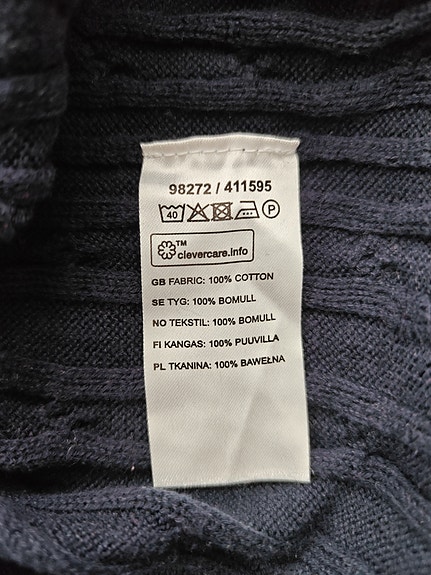 98272 / 411595
40 P
TM
clevercare.info
GB FABRIC: 100% COTTON
SE TYG: 100% BOMULL
NO TEKSTIL: 100% BOMULL
FI KANGAS: 100% PUUVILLA
PL TKANINA: 100% BAWEŁNA